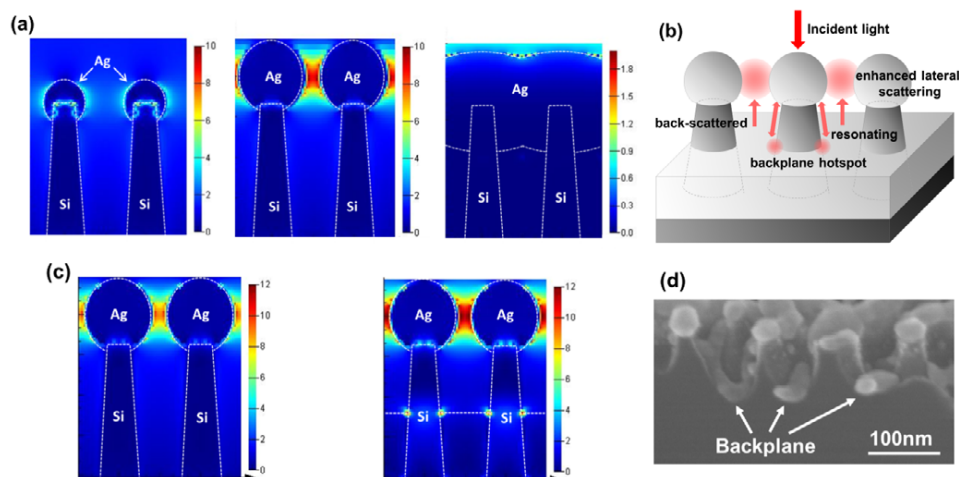 (a)
Ag
Si
Si
10
8
6
4
2
0
Ag
Ag
Si
Si
10
8
6
4
2
0
Ag
Si
Si
1.8
1.5
1.2
0.9
0.6
0.3
0.0
(b)
Incident light
enhanced lateral
scattering
back-scattered
resonating
backplane hotspot
(c)
Ag
Ag
Si
Si
12
10
8
6
4
2
0
Ag
Ag
Si
Si
12
10
8
6
4
2
0
(d)
Backplane
100nm